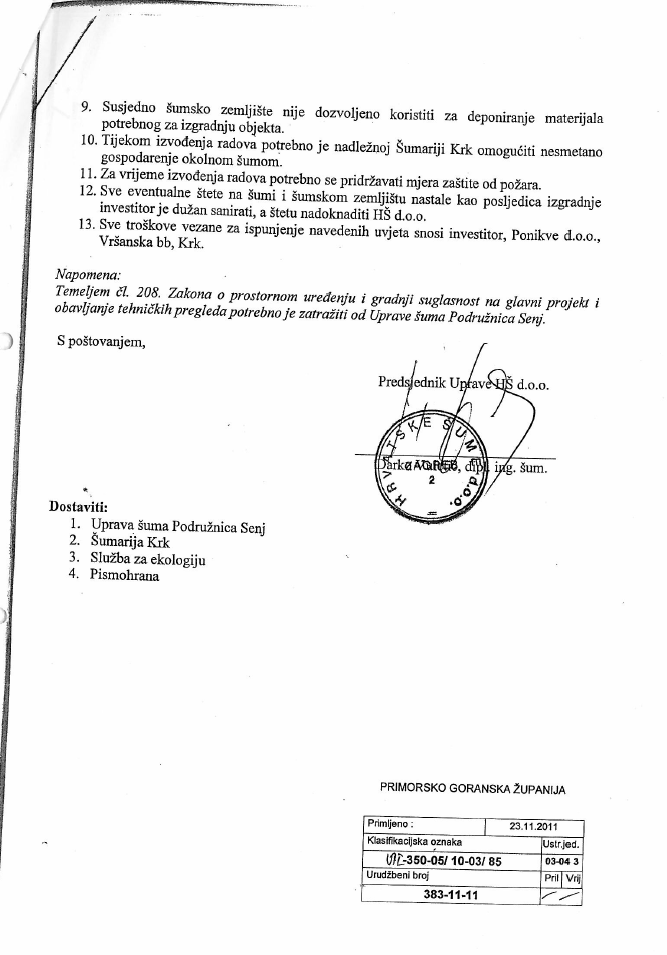 9. Susjedno šumsko zemljište nije dozvoljeno koristiti za deponiranje materijala
potrebnog za izgradnju objekta.
10. Tijekom izvođenja radova potrebno je nadležnoj Šumariji Krk omogućiti nesmetano
gospodarenje okolnom šumom.
11. Za vrijeme izvođenja radova potrebno se pridržavati mjera zaštite od požara.
12. Sve eventualne štete na šumi i šumskom zemljištu nastale kao posljedica izgradnje
investitor je dužan sanirati, a štetu nadoknaditi HŠ d.o.o.
13. Sve troškove vezane za ispunjenje navedenih uvjeta snosi investitor, Ponikve d.o.o.,
Vršanska bb, Krk.
Napomena:
Temeljem čl. 208. Zakona o prostornom uređenju i gradnji suglasnost na glavni projekt i
obavljanje tehničkih pregleda potrebno je zatražiti od Uprave šuma Podružnica Senj.
S poštovanjem,
Predsjednik Uprave HŠ d.o.o.
HRVATSKE ŠUME d.o.o.
ZAGREB
2
Darko, dipl. ing. šum.
Dostaviti:
1. Uprava šuma Podružnica Senj
2. Šumarija Krk
3. Služba za ekologiju
4. Pismohrana
PRIMORSKO GORANSKA ŽUPANIJA
Primljeno : 23.11.2011
Klasifikacijska oznaka Ustr.jed.
-350-05/ 10-03/ 85 03-04/ 3
Urudžbeni broj Pril Vrij
383-11-11